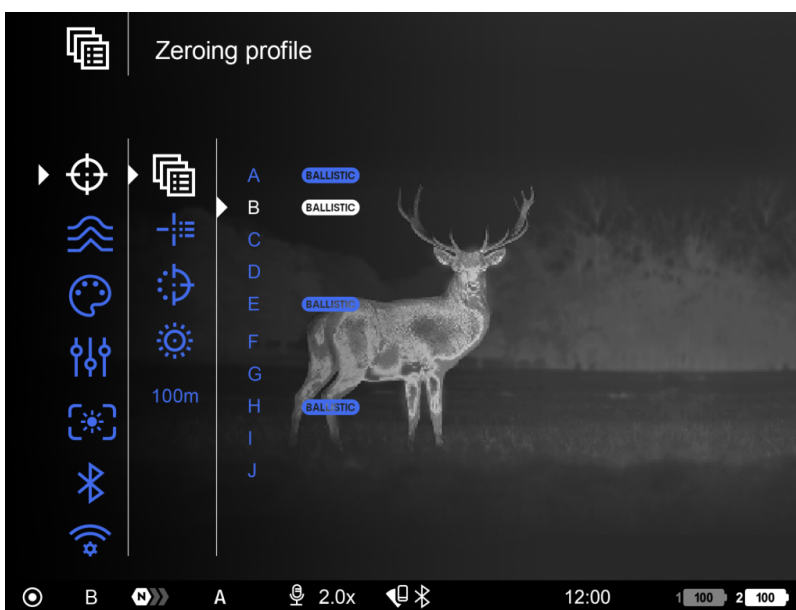 Zeroing profile
A BALLISTIC
B BALLISTIC
C
D
E BALLISTIC
F
G
100m
H BALLISTIC
I
J
B N A 2.0x 12:00 1 100 2 100